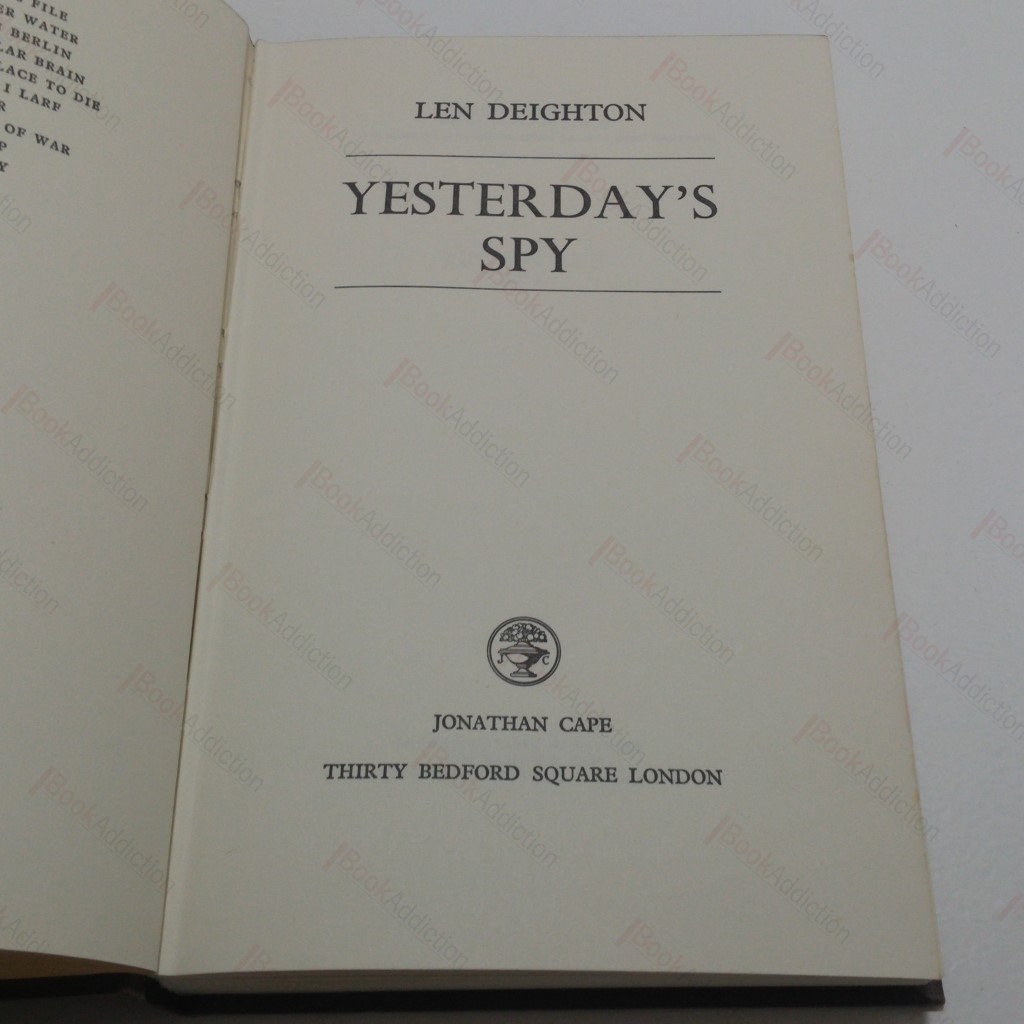 FILE
WATER
BERLIN
BRAIN
TO DIE
I LARF
OF WAR
LEN DEIGHTON
YESTERDAY'S
SPY
J C
JONATHAN CAPE
THIRTY BEDFORD SQUARE LONDON
BookAddiction